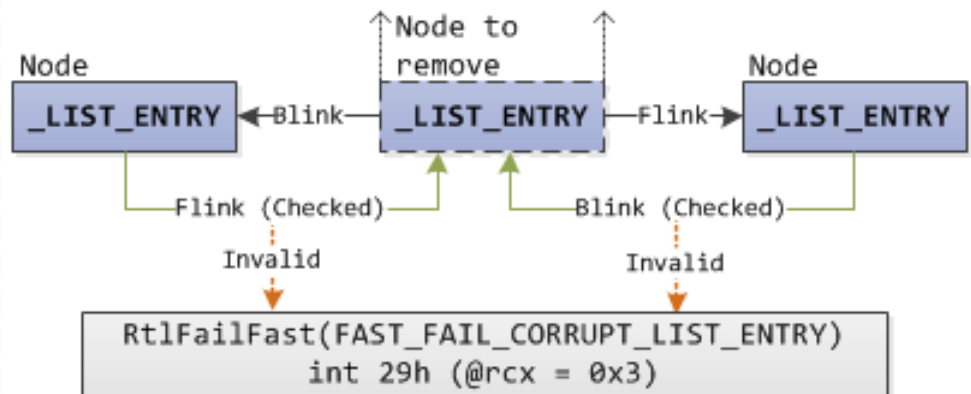 Node to
remove
Node
Node
_LIST_ENTRY
Blink
_LIST_ENTRY
Flink
_LIST_ENTRY
Flink (Checked)
Blink (Checked)
Invalid
Invalid
RtlFailFast(FAST_FAIL_CORRUPT_LIST_ENTRY)
int 29h (@rcx = 0x3)